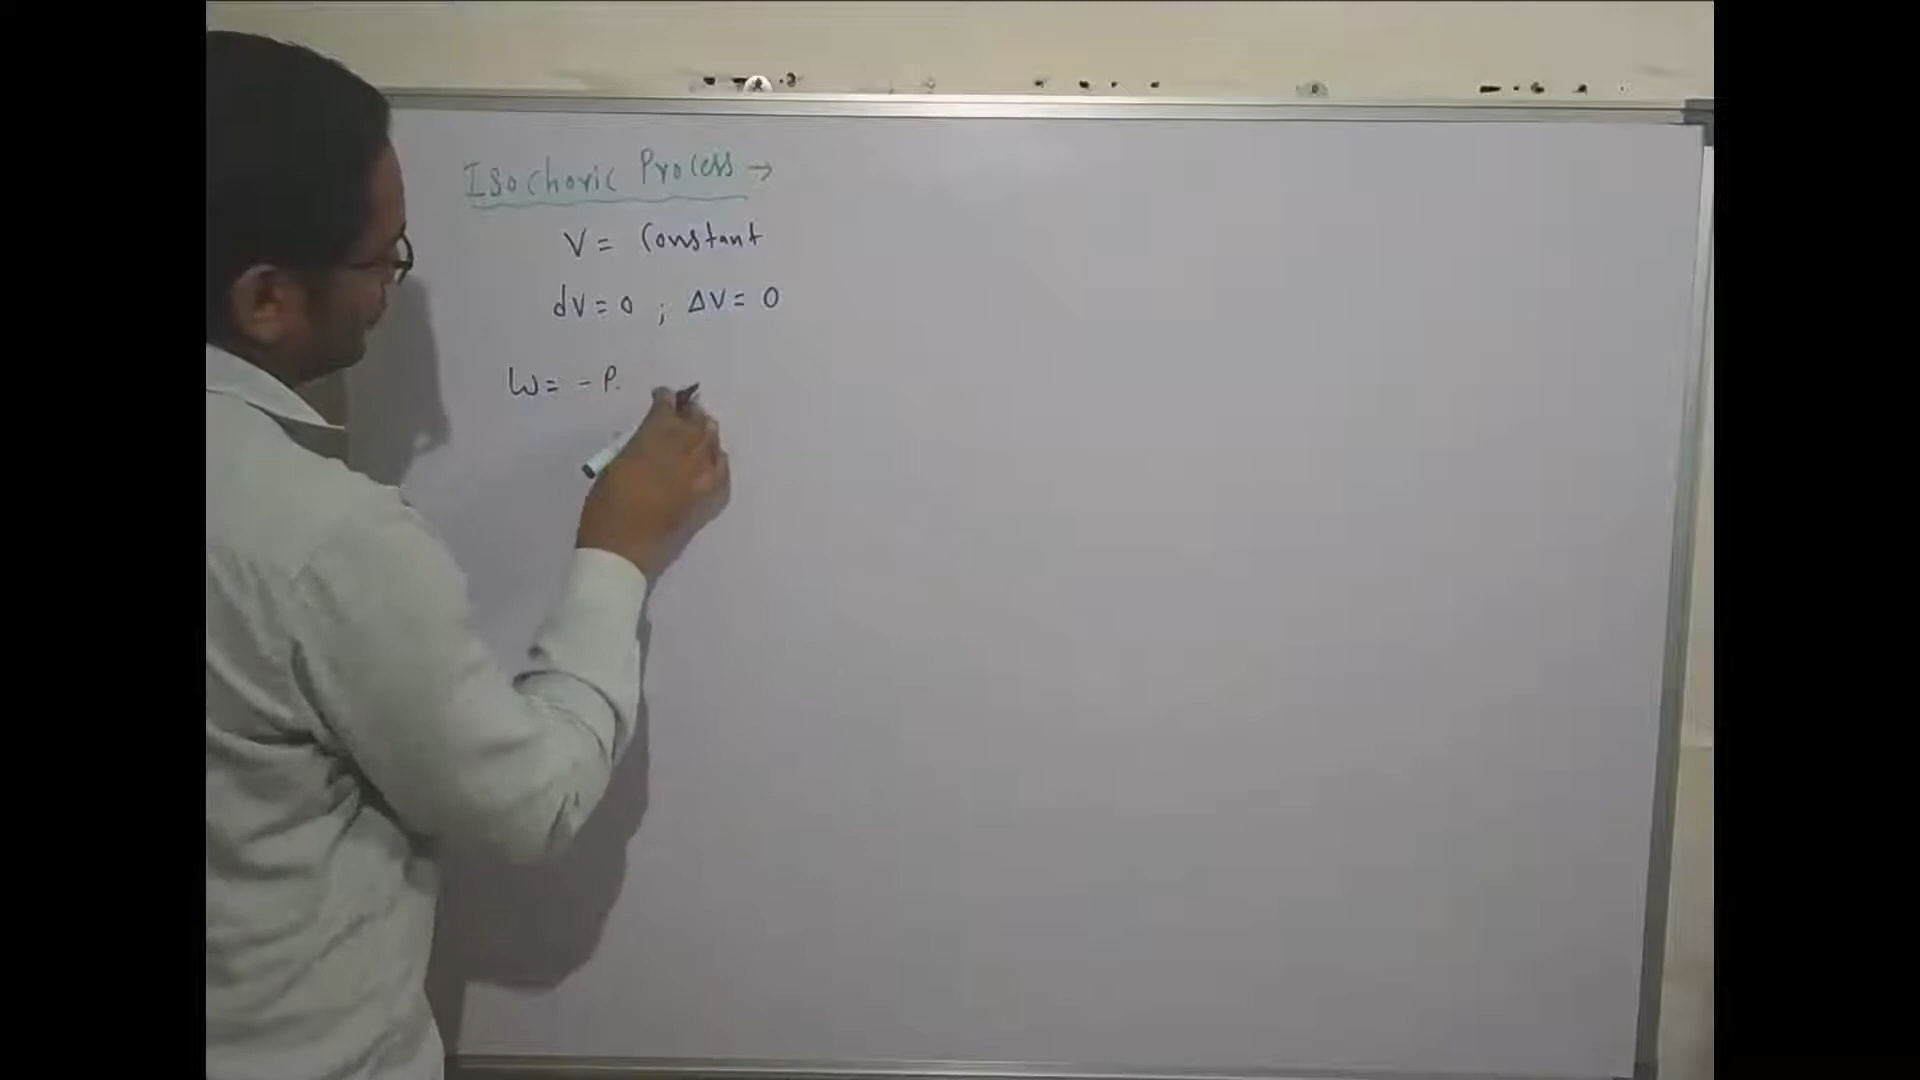 Isochoric Process →
V = Constant
dV = 0 ; ΔV = 0
W = - P.